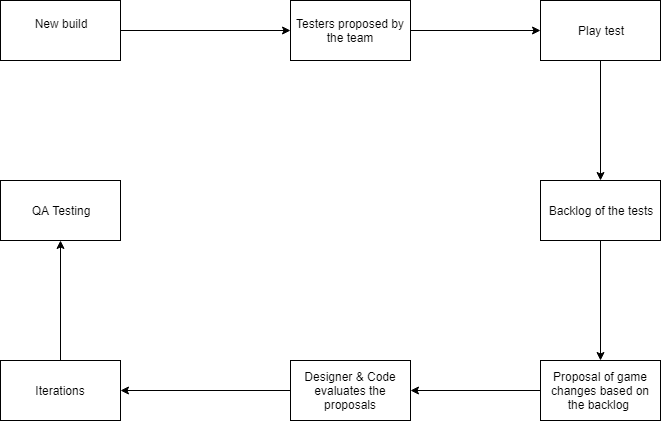 New build
Testers proposed by
the team
Play test
QA Testing
Backlog of the tests
Iterations
Designer & Code
evaluates the
proposals
Proposal of game
changes based on
the backlog